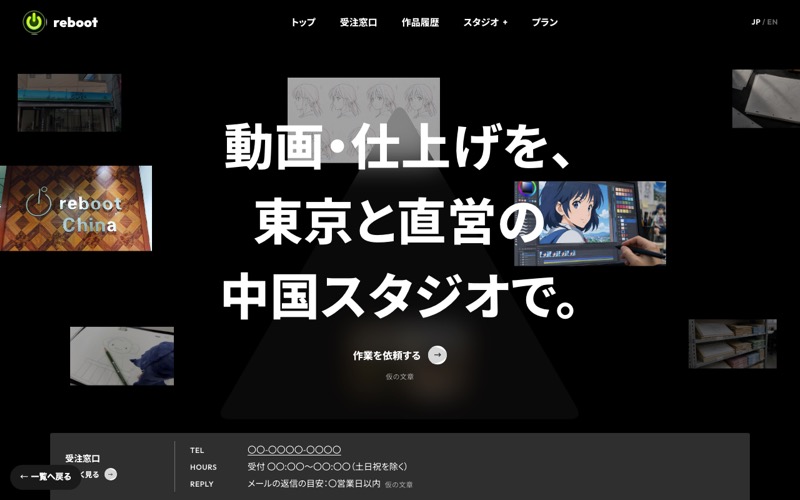 reboot
トップ
受注窓口
作品履歴
スタジオ +
プラン
JP / EN
reboot
China
動画・仕上げを、
東京と直営の
中国スタジオで。
作業を依頼する →
仮の文章
受注窓口
く見る →
← 一覧へ戻る
TEL 〇〇-〇〇〇〇-〇〇〇〇
HOURS 受付 〇〇:〇〇〜〇〇:〇〇（土日祝を除く）
REPLY メールの返信の目安：〇営業日以内 仮の文章